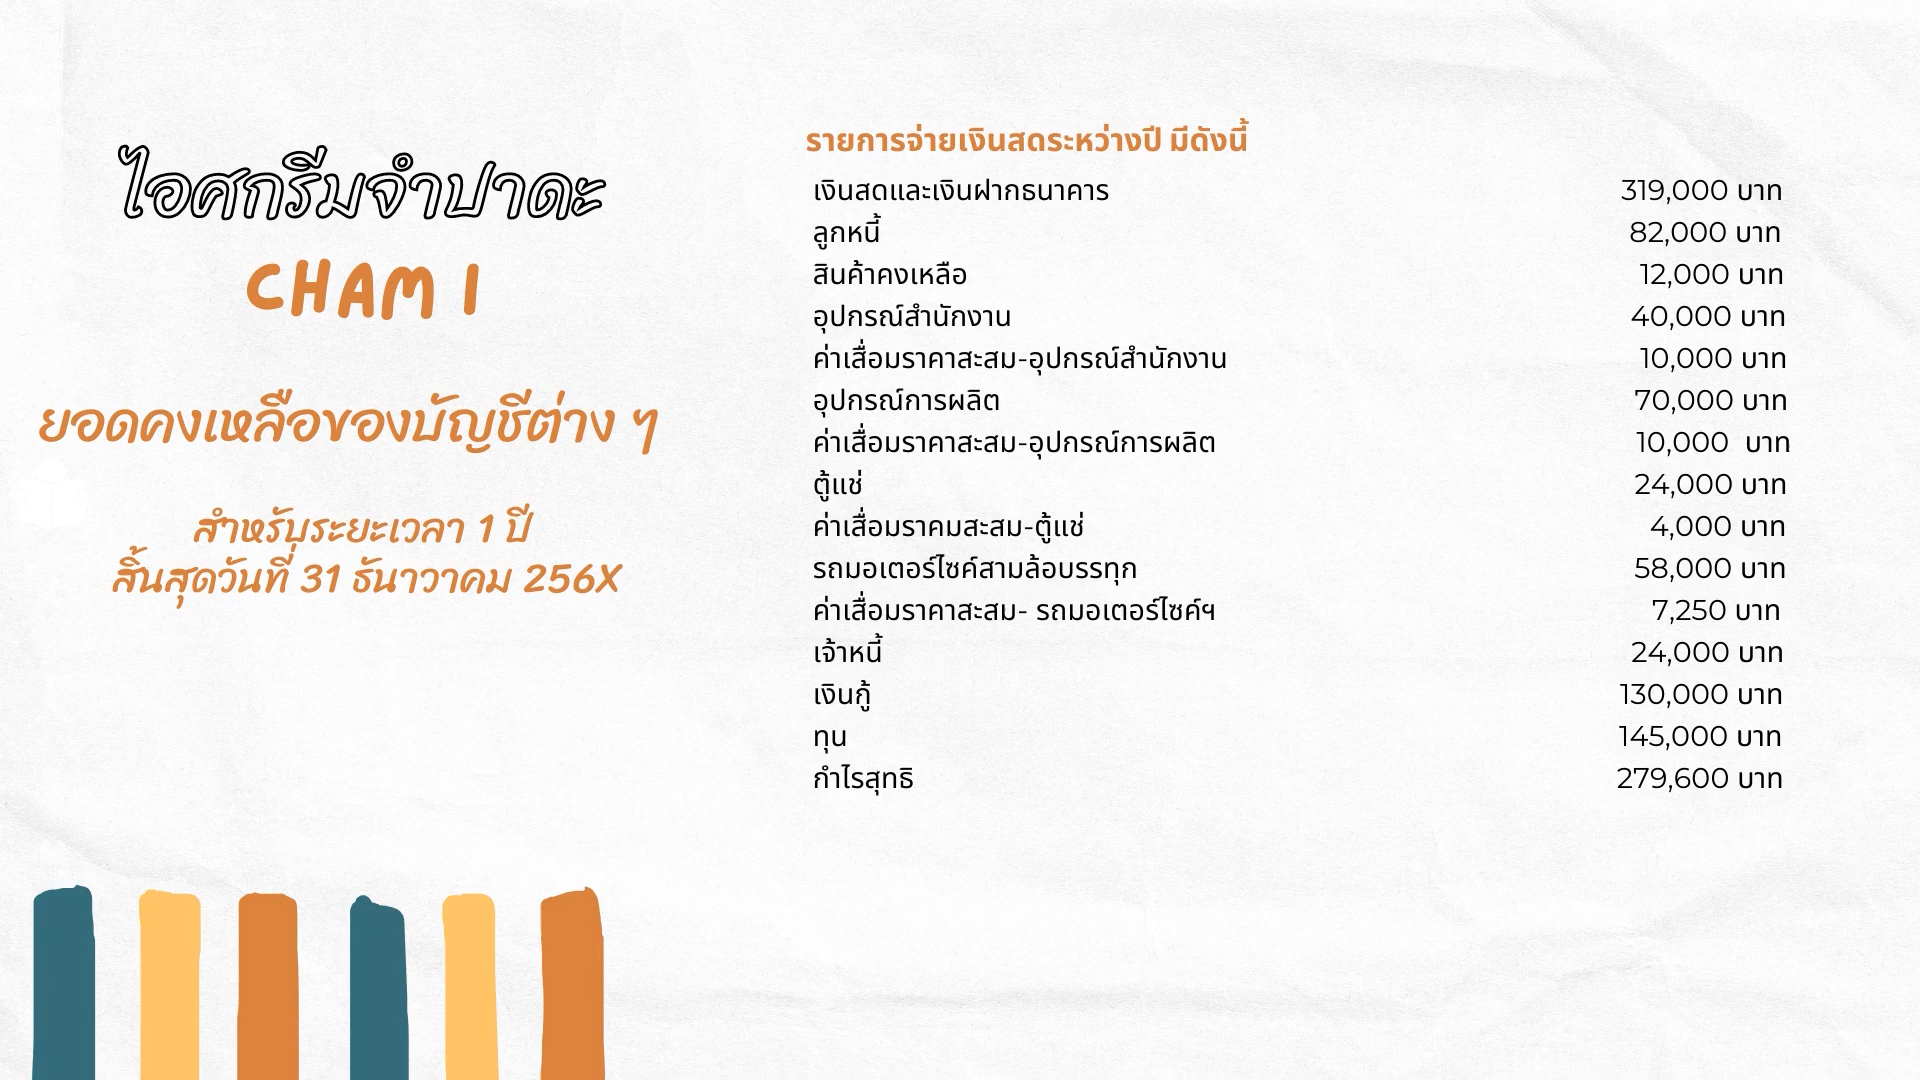 ไอศกรีมจำปาดะ
CHAM I
ยอดคงเหลือของบัญชีต่าง ๆ
สำหรับระยะเวลา 1 ปี
สิ้นสุดวันที่ 31 ธันาวาคม 256X
รายการจ่ายเงินสดระหว่างปี มีดังนี้
เงินสดและเงินฝากธนาคาร 319,000 บาท
ลูกหนี้ 82,000 บาท
สินค้าคงเหลือ 12,000 บาท
อุปกรณ์สำนักงาน 40,000 บาท
ค่าเสื่อมราคาสะสม-อุปกรณ์สำนักงาน 10,000 บาท
อุปกรณ์การผลิต 70,000 บาท
ค่าเสื่อมราคาสะสม-อุปกรณ์การผลิต 10,000 บาท
ตู้แช่ 24,000 บาท
ค่าเสื่อมราคมสะสม-ตู้แช่ 4,000 บาท
รถมอเตอร์ไซค์สามล้อบรรทุก 58,000 บาท
ค่าเสื่อมราคาสะสม- รถมอเตอร์ไซค์ฯ 7,250 บาท
เจ้าหนี้ 24,000 บาท
เงินกู้ 130,000 บาท
ทุน 145,000 บาท
กำไรสุทธิ 279,600 บาท